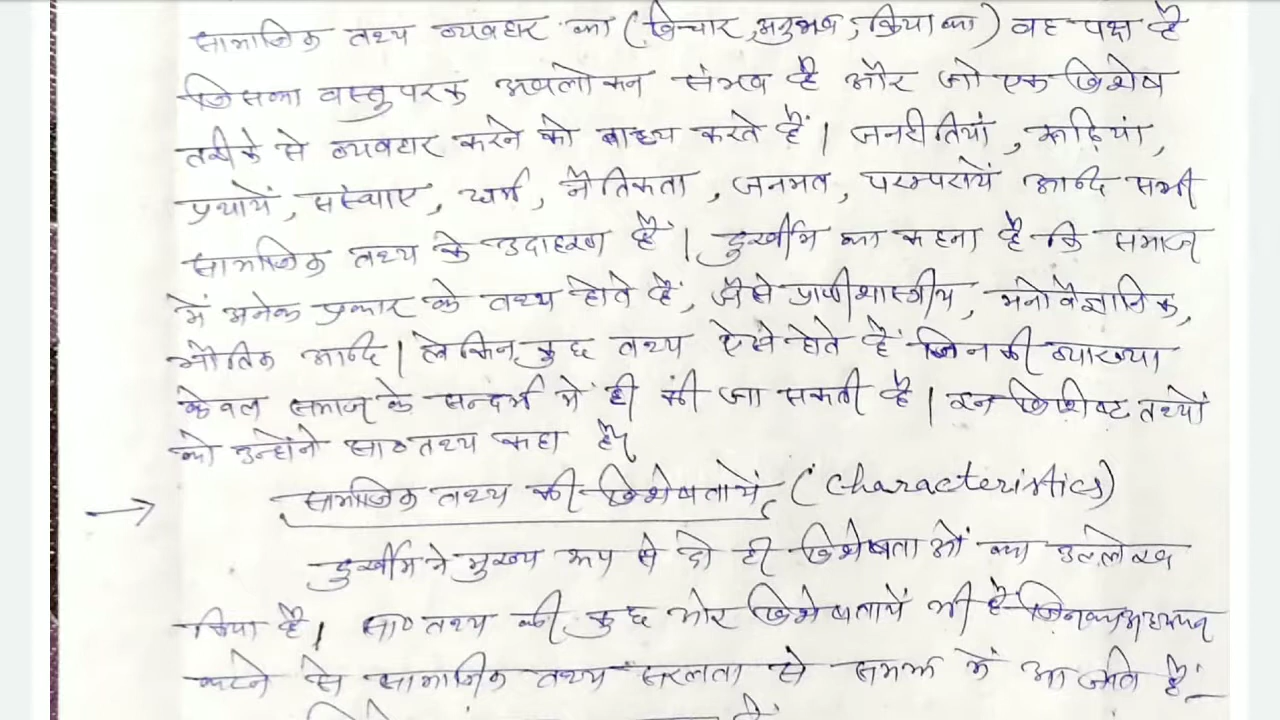 सामाजिक तथ्य व्यवहार का (विचार, अनुभव, क्रिया का) वह पक्ष है
जिसका वस्तुपरक अवलोकन संभव है और जो एक विशेष
तरीके से व्यवहार करने को बाध्य करते हैं। जनरीतियां, रूढ़ियां,
प्रथायें, संस्थाए, धर्म, नैतिकता, जनमत, परम्परायें आदि सभी
सामाजिक तथ्य के उदाहरण है। दुर्खीम का कहना है कि समाज
में अनेक प्रकार के तथ्य होते हैं, जैसे प्राणीशास्त्रीय, मनोवैज्ञानिक,
भौतिक आदि। लेकिन कुछ तथ्य ऐसे होते हैं जिनकी व्याख्या
केवल समाज के सन्दर्भ में ही की जा सकती है। इन विशिष्ट तथ्यों
को उन्होंने सा० तथ्य कहा है।
→ सामाजिक तथ्य की विशेषतायें (Characteristics)
दुर्खीम ने मुख्य रूप से दो ही विशेषताओं का उल्लेख
किया है। सा० तथ्य की कुछ और विशेषतायें भी है जिनका अध्ययन
करने से सामाजिक तथ्य सरलता से समझ में आ जाते हैं-